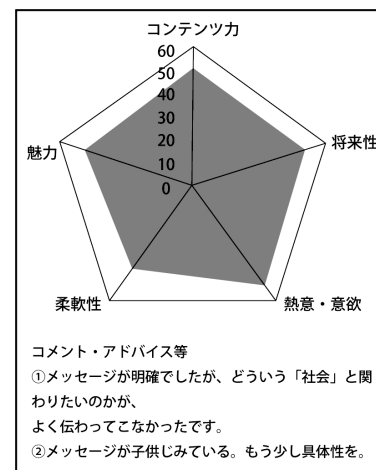 コンテンツ力
60
50
40
30
20
10
0
将来性
魅力
柔軟性
熱意・意欲
コメント・アドバイス等
①メッセージが明確でしたが、どういう「社会」と関
わりたいのかが、
よく伝わってこなかったです。
②メッセージが子供じみている。もう少し具体性を。